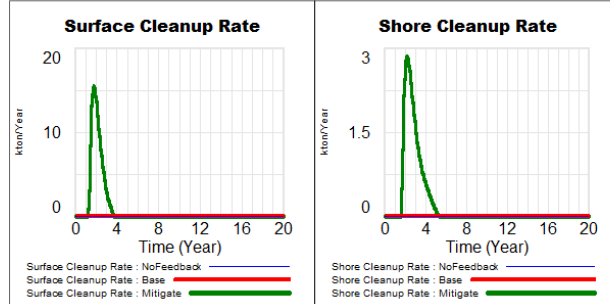 Surface Cleanup Rate
20
10
0
kton/Year
0 4 8 12 16 20
Time (Year)
Surface Cleanup Rate : NoFeedback
Surface Cleanup Rate : Base
Surface Cleanup Rate : Mitigate
Shore Cleanup Rate
3
1.5
0
kton/Year
0 4 8 12 16 20
Time (Year)
Shore Cleanup Rate : NoFeedback
Shore Cleanup Rate : Base
Shore Cleanup Rate : Mitigate